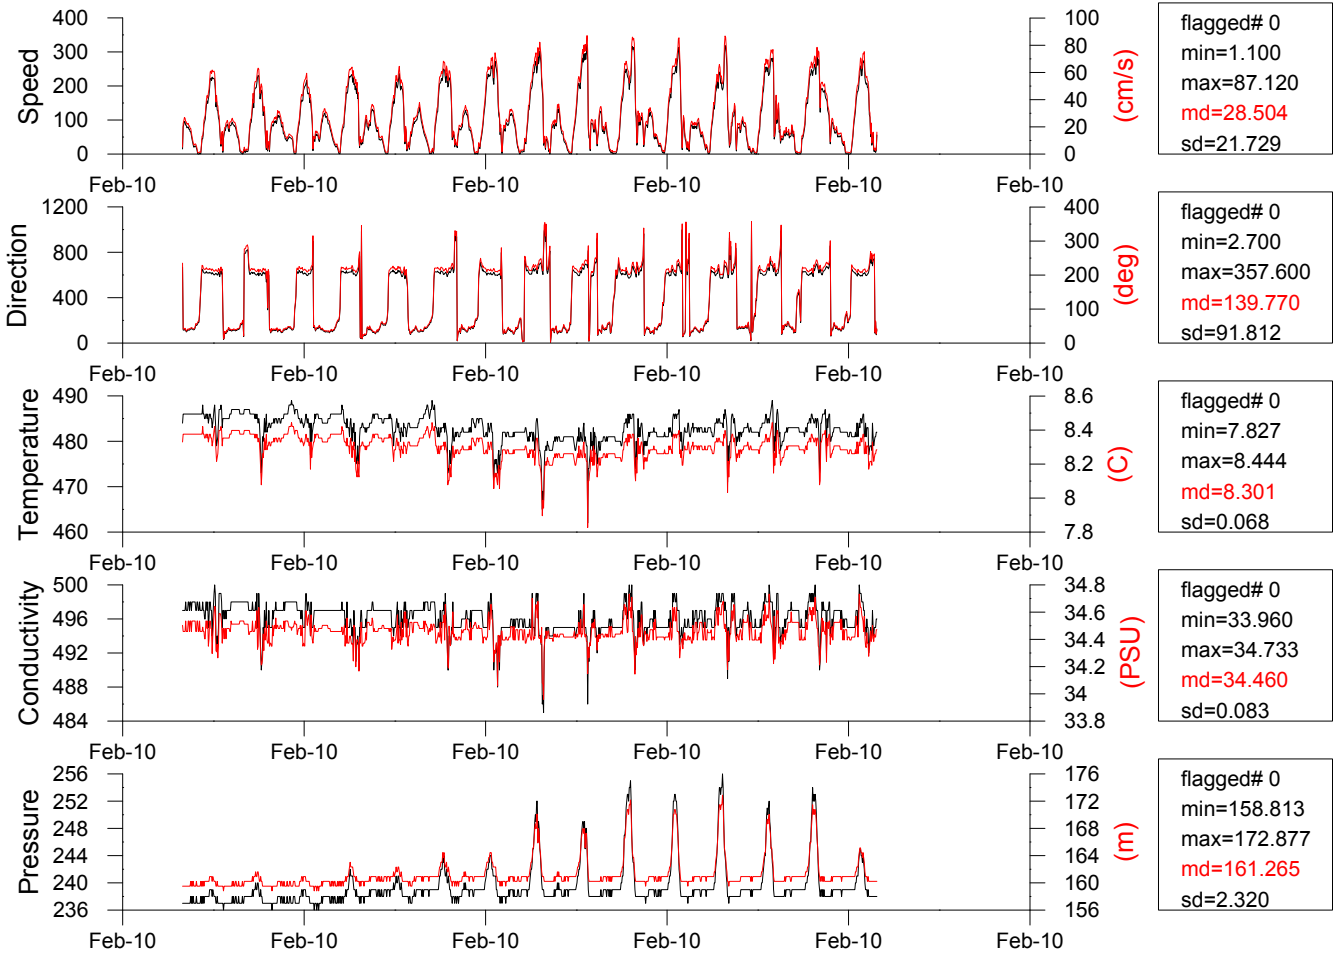 Speed
400
300
200
100
0
100
80
60
40
20
0
(cm/s)
Feb-10 Feb-10 Feb-10 Feb-10 Feb-10 Feb-10
flagged# 0
min=1.100
max=87.120
md=28.504
sd=21.729
Direction
1200
800
400
0
400
300
200
100
0
(deg)
Feb-10 Feb-10 Feb-10 Feb-10 Feb-10 Feb-10
flagged# 0
min=2.700
max=357.600
md=139.770
sd=91.812
Temperature
490
480
470
460
8.6
8.4
8.2
8
7.8
(C)
Feb-10 Feb-10 Feb-10 Feb-10 Feb-10 Feb-10
flagged# 0
min=7.827
max=8.444
md=8.301
sd=0.068
Conductivity
500
496
492
488
484
34.8
34.6
34.4
34.2
34
33.8
(PSU)
Feb-10 Feb-10 Feb-10 Feb-10 Feb-10 Feb-10
flagged# 0
min=33.960
max=34.733
md=34.460
sd=0.083
Pressure
256
252
248
244
240
236
176
172
168
164
160
156
(m)
Feb-10 Feb-10 Feb-10 Feb-10 Feb-10 Feb-10
flagged# 0
min=158.813
max=172.877
md=161.265
sd=2.320